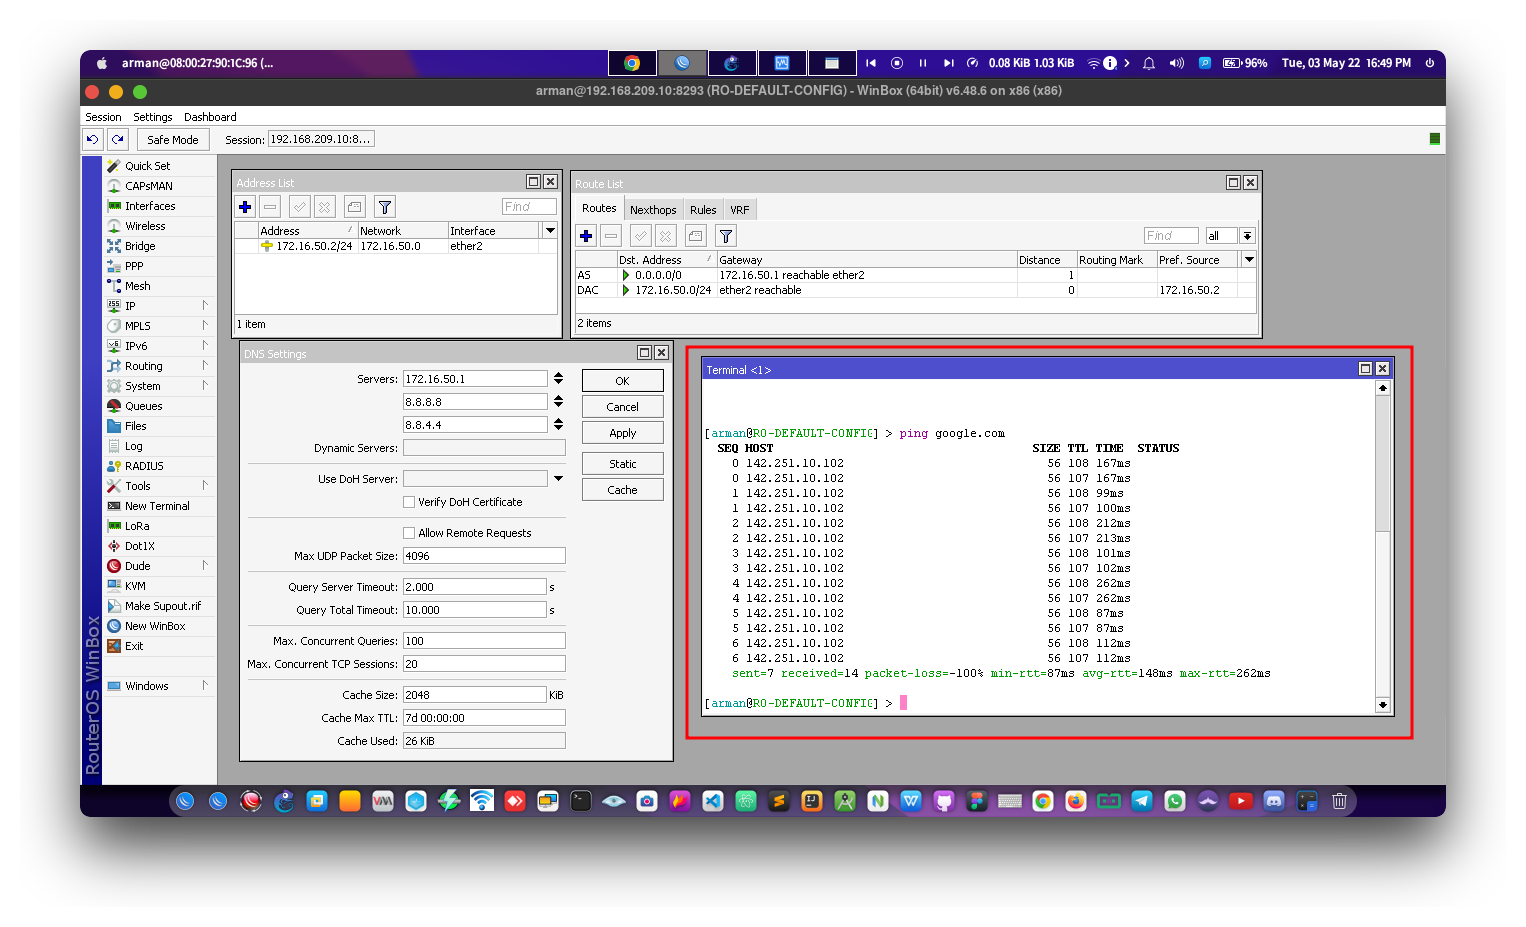 arman@08:00:27:90:1C:96 (...
0.08 KiB 1.03 KiB
96%
Tue, 03 May 22 16:49 PM
arman@192.168.209.10:8293 (RO-DEFAULT-CONFIG) - WinBox (64bit) v6.48.6 on x86 (x86)
Session Settings Dashboard
Safe Mode Session: 192.168.209.10:8...
RouterOS WinBox
Quick Set
CAPsMAN
Interfaces
Wireless
Bridge
PPP
Mesh
IP
MPLS
IPv6
Routing
System
Queues
Files
Log
RADIUS
Tools
New Terminal
LoRa
Dot1X
Dude
KVM
Make Supout.rif
New WinBox
Exit
Windows
Address List
Find
Address Network Interface
172.16.50.2/24 172.16.50.0 ether2
1 item
Route List
Routes Nexthops Rules VRF
Find all
Dst. Address Gateway Distance Routing Mark Pref. Source
AS 0.0.0.0/0 172.16.50.1 reachable ether2 1
DAC 172.16.50.0/24 ether2 reachable 0 172.16.50.2
2 items
DNS Settings
Servers: 172.16.50.1
8.8.8.8
8.8.4.4
Dynamic Servers:
Use DoH Server:
Verify DoH Certificate
Allow Remote Requests
Max UDP Packet Size: 4096
Query Server Timeout: 2.000 s
Query Total Timeout: 10.000 s
Max. Concurrent Queries: 100
Max. Concurrent TCP Sessions: 20
Cache Size: 2048 KiB
Cache Max TTL: 7d 00:00:00
Cache Used: 26 KiB
OK
Cancel
Apply
Static
Cache
Terminal <1>
[arman@RO-DEFAULT-CONFIG] > ping google.com
SEQ HOST SIZE TTL TIME STATUS
0 142.251.10.102 56 108 167ms
0 142.251.10.102 56 107 167ms
1 142.251.10.102 56 108 99ms
1 142.251.10.102 56 107 100ms
2 142.251.10.102 56 108 212ms
2 142.251.10.102 56 107 213ms
3 142.251.10.102 56 108 101ms
3 142.251.10.102 56 107 102ms
4 142.251.10.102 56 108 262ms
4 142.251.10.102 56 107 262ms
5 142.251.10.102 56 108 87ms
5 142.251.10.102 56 107 87ms
6 142.251.10.102 56 108 112ms
6 142.251.10.102 56 107 112ms
sent=7 received=14 packet-loss=-100% min-rtt=87ms avg-rtt=148ms max-rtt=262ms
[arman@RO-DEFAULT-CONFIG] >